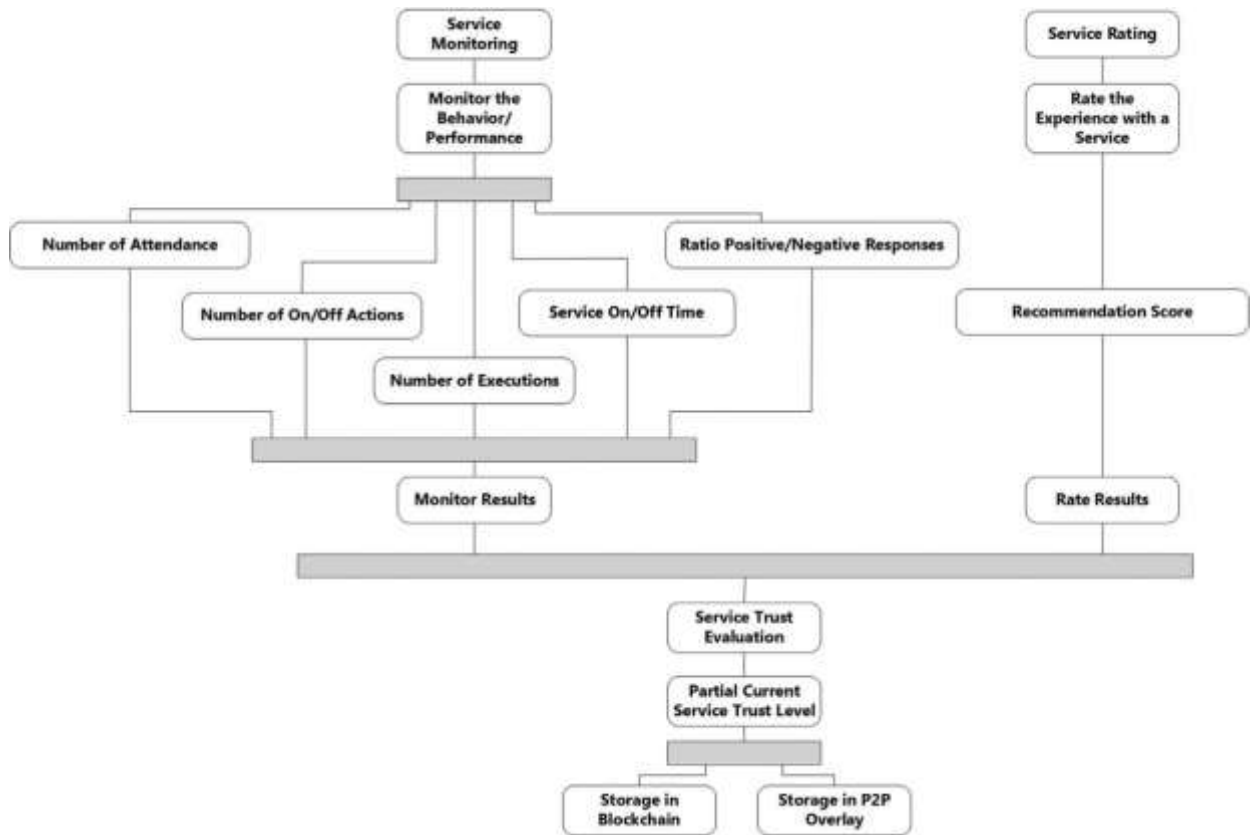 Service
Monitoring
Service Rating
Monitor the
Behavior/
Performance
Rate the
Experience with a
Service
Number of Attendance
Ratio Positive/Negative Responses
Number of On/Off Actions
Service On/Off Time
Recommendation Score
Number of Executions
Monitor Results
Rate Results
Service Trust
Evaluation
Partial Current
Service Trust Level
Storage in
Blockchain
Storage in P2P
Overlay